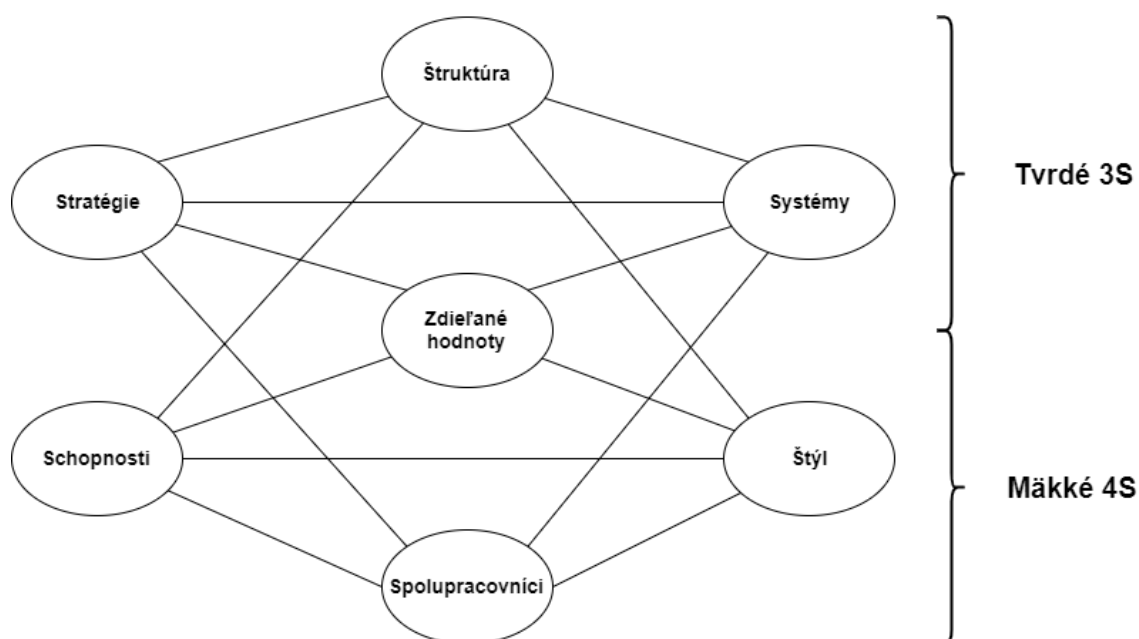 Štruktúra
Stratégie
Systémy
Tvrdé 3S
Zdieľané
hodnoty
Schopnosti
Štýl
Mäkké 4S
Spolupracovníci